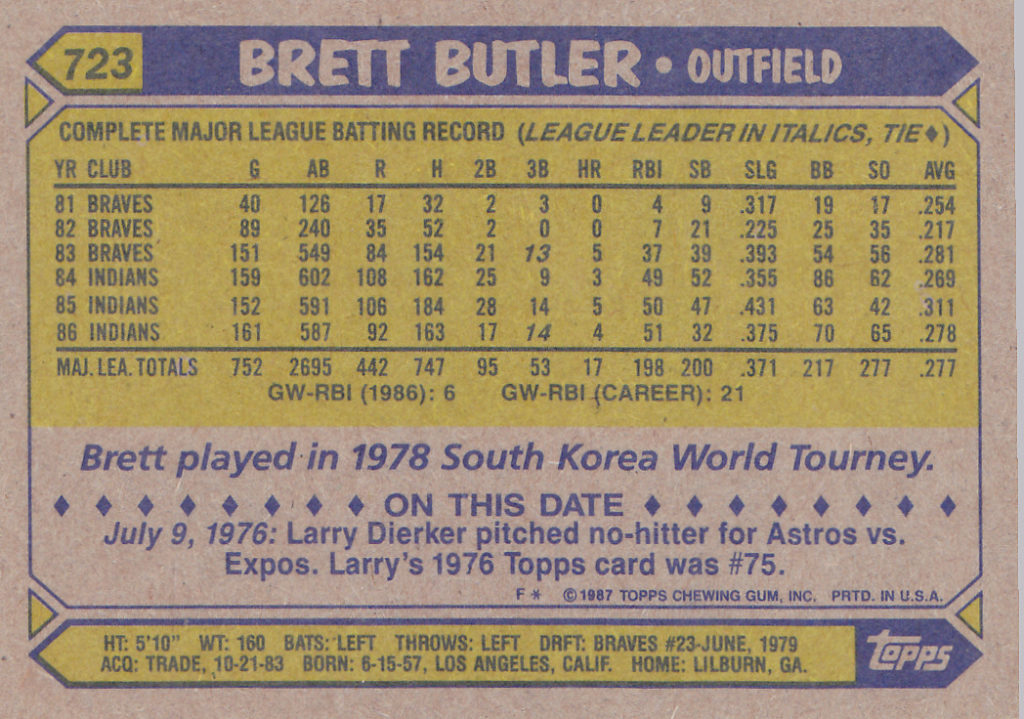 723 BRETT BUTLER • OUTFIELD
COMPLETE MAJOR LEAGUE BATTING RECORD (LEAGUE LEADER IN ITALICS, TIE♦)
YR CLUB G AB R H 2B 3B HR RBI SB SLG BB SO AVG
81 BRAVES 40 126 17 32 2 3 0 4 9 .317 19 17 .254
82 BRAVES 89 240 35 52 2 0 0 7 21 .225 25 35 .217
83 BRAVES 151 549 84 154 21 13 5 37 39 .393 54 56 .281
84 INDIANS 159 602 108 162 25 9 3 49 52 .355 86 62 .269
85 INDIANS 152 591 106 184 28 14 5 50 47 .431 63 42 .311
86 INDIANS 161 587 92 163 17 14 4 51 32 .375 70 65 .278
MAJ. LEA. TOTALS 752 2695 442 747 95 53 17 198 200 .371 217 277 .277
GW-RBI (1986): 6 GW-RBI (CAREER): 21
Brett played in 1978 South Korea World Tourney.
♦ ♦ ♦ ♦ ♦ ♦ ♦ ♦ ON THIS DATE ♦ ♦ ♦ ♦ ♦ ♦ ♦ ♦
July 9, 1976: Larry Dierker pitched no-hitter for Astros vs.
Expos. Larry's 1976 Topps card was #75.
F * © 1987 TOPPS CHEWING GUM, INC. PRTD. IN U.S.A.
HT: 5'10" WT: 160 BATS: LEFT THROWS: LEFT DRFT: BRAVES #23-JUNE, 1979
ACQ: TRADE, 10-21-83 BORN: 6-15-57, LOS ANGELES, CALIF. HOME: LILBURN, GA.
topps